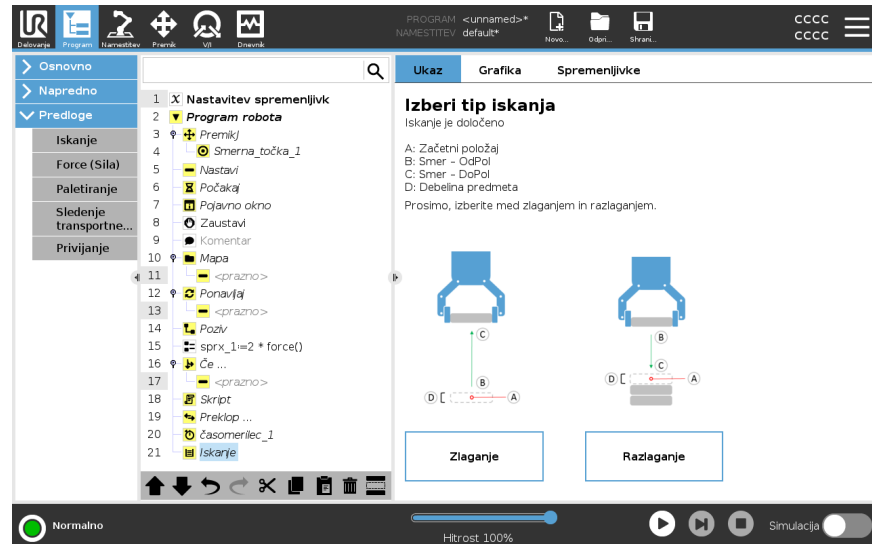 PROGRAM <unnamed>*
NAMESTITEV default*
CCCC
CCCC
Delovanje Program Namestitev Premik V/I Dnevnik Novo... Odpri... Shrani...
Osnovno
Napredno
Predloge
Iskanje
Force (Sila)
Paletiranje
Sledenje
transportne...
Privijanje
1 X Nastavitev spremenljivk
2 Program robota
3 PremikJ
4 Smerna_točka_1
5 Nastavi
6 Počakaj
7 Pojavno okno
8 Zaustavi
9 Komentar
10 Mapa
11 <prazno>
12 Ponavljaj
13 <prazno>
14 Poziv
15 sprx_1:=2 * force()
16 Če ...
17 <prazno>
18 Skript
19 Preklop ...
20 časomerilec_1
21 Iskanje
Ukaz Grafika Spremenljivke
Izberi tip iskanja
Iskanje je določeno
A: Začetni položaj
B: Smer - OdPol
C: Smer - DoPol
D: Debelina predmeta
Prosimo, izberite med zlaganjem in razlaganjem.
C
B
D A
B
C
D A
Zlaganje
Razlaganje
Normalno
Hitrost 100%
Simulacija